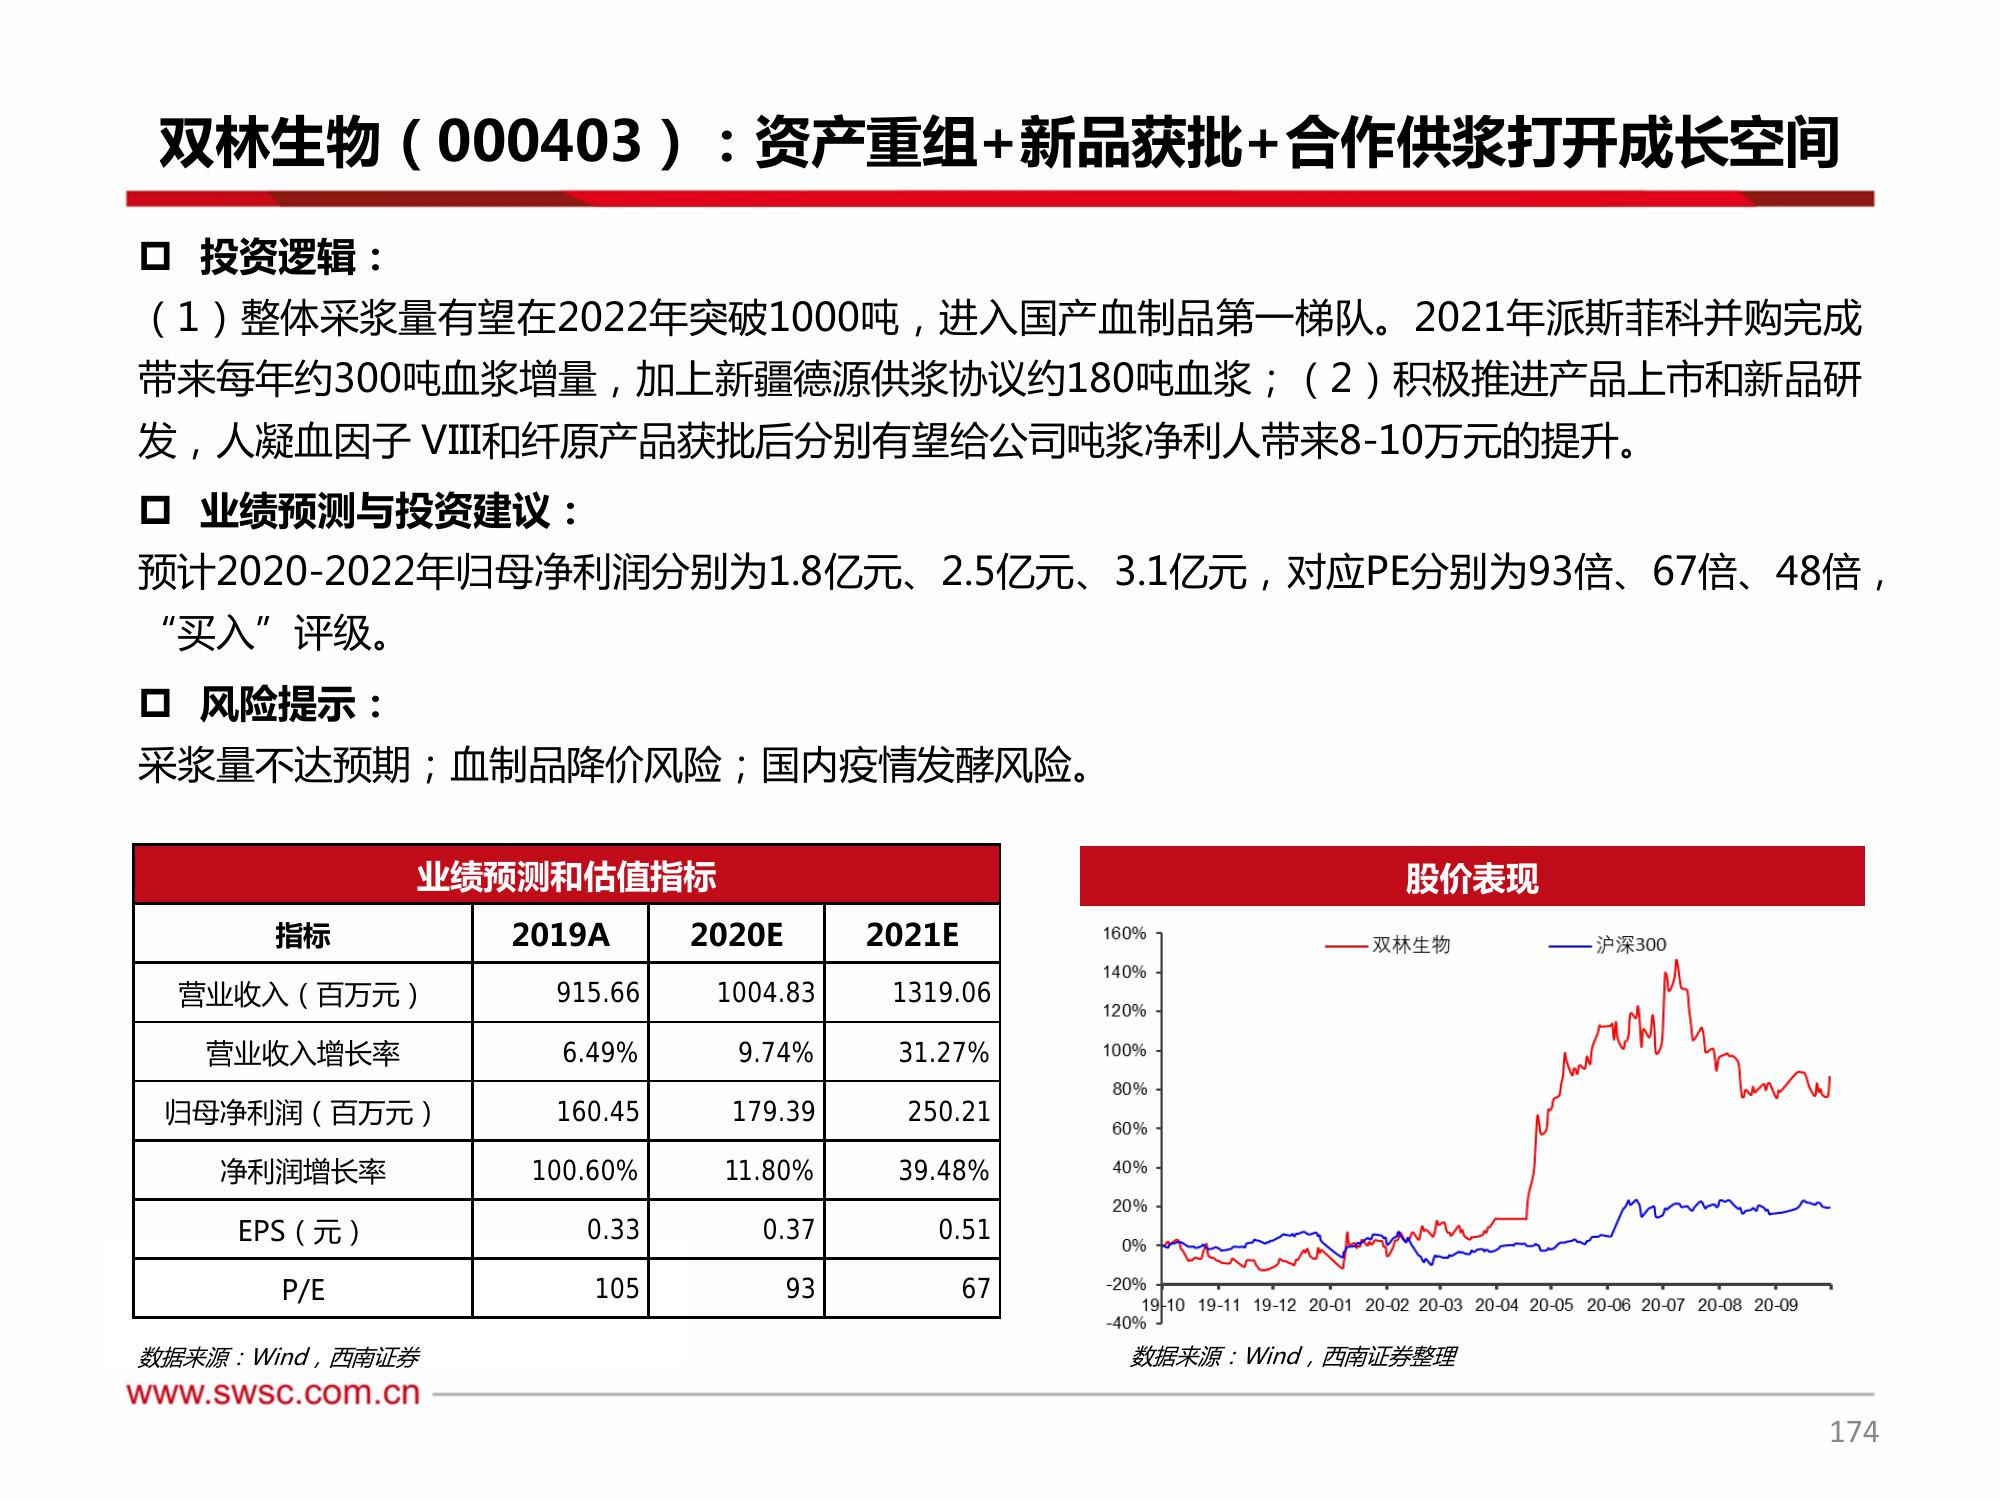 双林生物（000403）：资产重组+新品获批+合作供浆打开成长空间
投资逻辑：
（1）整体采浆量有望在2022年突破1000吨，进入国产血制品第一梯队。2021年派斯菲科并购完成
带来每年约300吨血浆增量，加上新疆德源供浆协议约180吨血浆；（2）积极推进产品上市和新品研
发，人凝血因子 VIII和纤原产品获批后分别有望给公司吨浆净利人带来8-10万元的提升。
业绩预测与投资建议：
预计2020-2022年归母净利润分别为1.8亿元、2.5亿元、3.1亿元，对应PE分别为93倍、67倍、48倍，
“买入”评级。
风险提示：
采浆量不达预期；血制品降价风险；国内疫情发酵风险。
业绩预测和估值指标
指标 2019A 2020E 2021E
营业收入（百万元） 915.66 1004.83 1319.06
营业收入增长率 6.49% 9.74% 31.27%
归母净利润（百万元） 160.45 179.39 250.21
净利润增长率 100.60% 11.80% 39.48%
EPS（元） 0.33 0.37 0.51
P/E 105 93 67
数据来源：Wind，西南证券
股价表现
双林生物 沪深300
160%
140%
120%
100%
80%
60%
40%
20%
0%
-20%
-40%
19-10 19-11 19-12 20-01 20-02 20-03 20-04 20-05 20-06 20-07 20-08 20-09
数据来源：Wind，西南证券整理
www.swsc.com.cn
174